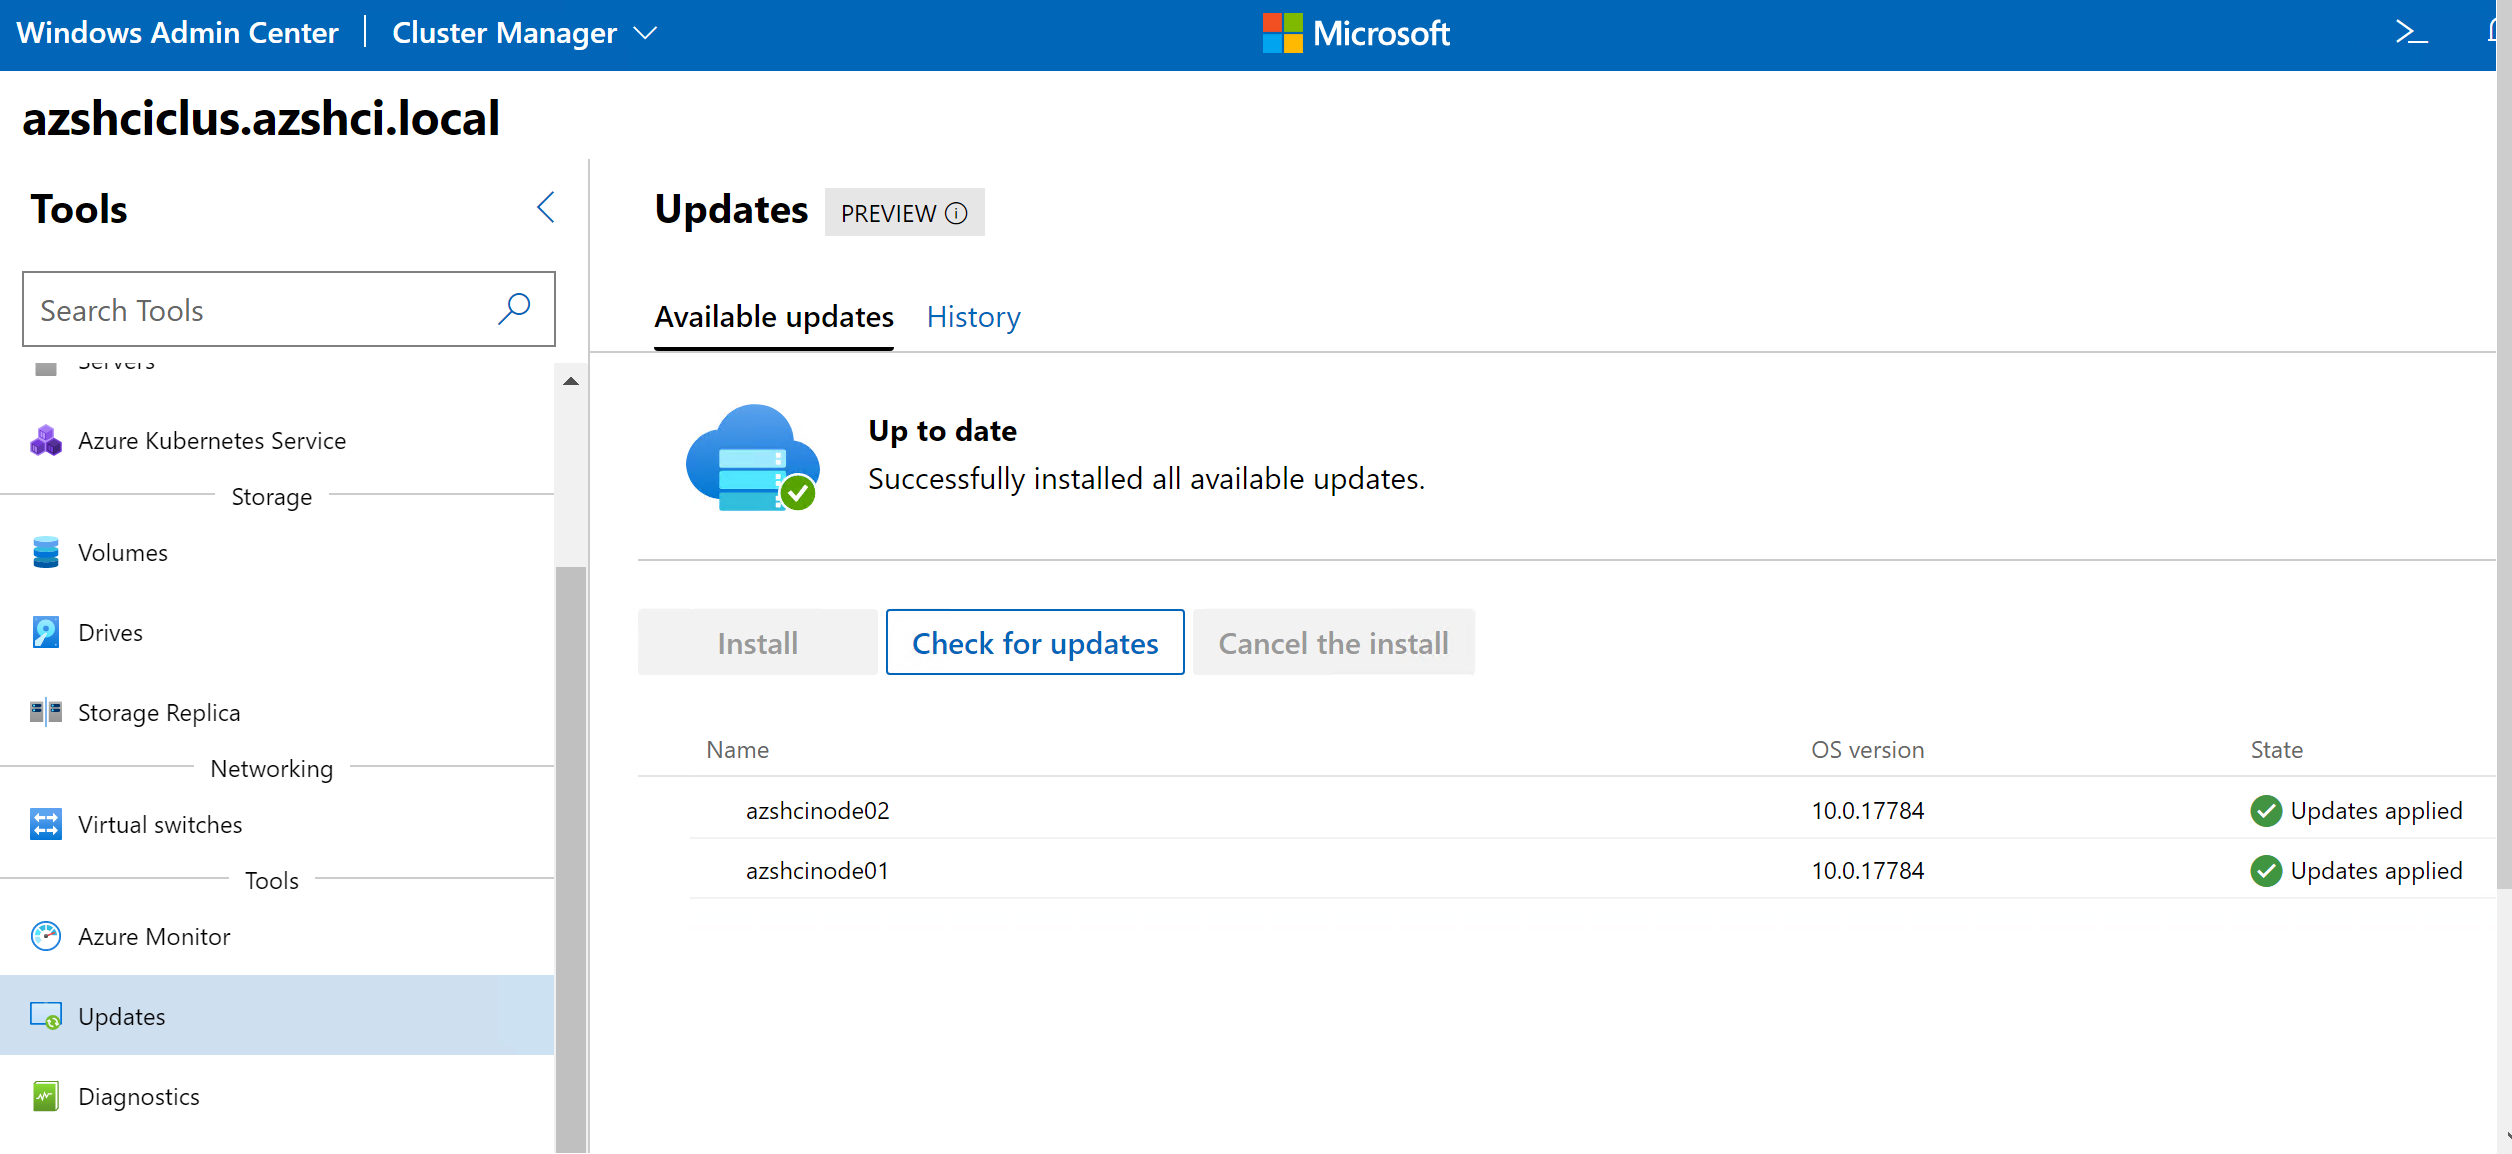 Windows Admin Center
Cluster Manager
Microsoft
azshciclus.azshci.local
Tools
Search Tools
Servers
Azure Kubernetes Service
Storage
Volumes
Drives
Storage Replica
Networking
Virtual switches
Tools
Azure Monitor
Updates
Diagnostics
Updates
PREVIEW
Available updates
History
Up to date
Successfully installed all available updates.
Install
Check for updates
Cancel the install
Name
OS version
State
azshcinode02
10.0.17784
Updates applied
azshcinode01
10.0.17784
Updates applied